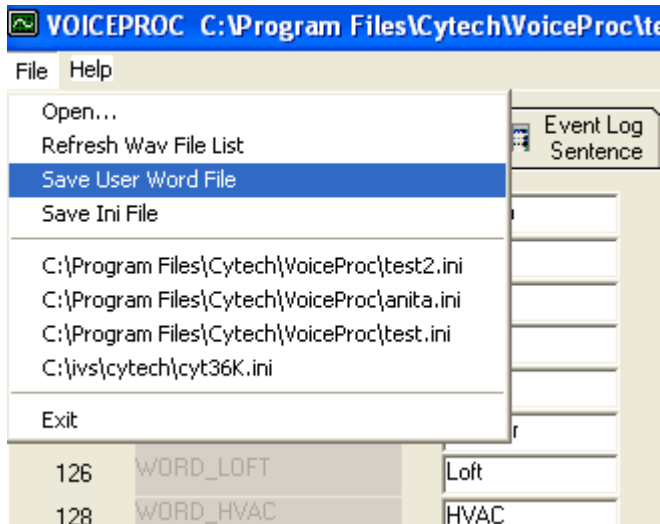 VOICEPROC C:\Program Files\Cytech\VoiceProc\te
File Help
Open...
Refresh Wav File List
Save User Word File
Save Ini File
C:\Program Files\Cytech\VoiceProc\test2.ini
C:\Program Files\Cytech\VoiceProc\anita.ini
C:\Program Files\Cytech\VoiceProc\test.ini
C:\ivs\cytech\cyt36K.ini
Exit
Event Log
Sentence
126 WORD_LOFT Loft
128 WORD_HVAC HVAC